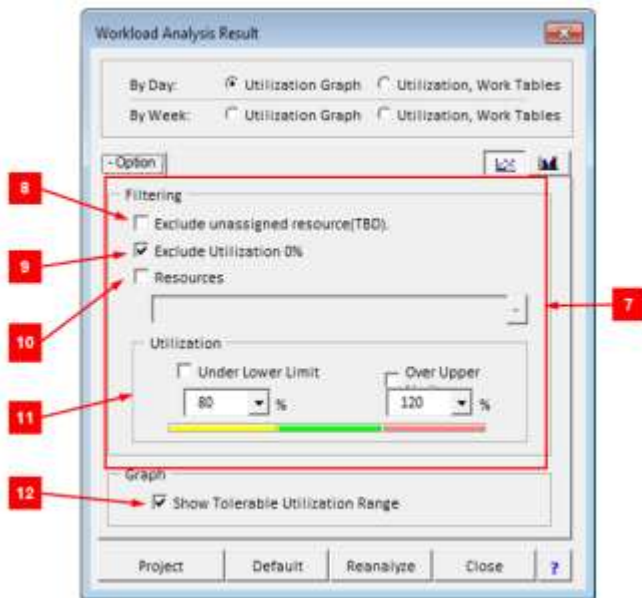 Workload Analysis Result
By Day: Utilization Graph Utilization, Work Tables
By Week: Utilization Graph Utilization, Work Tables
- Option
8
Filtering
Exclude unassigned resource(TBD).
9
Exclude Utilization 0%
Resources
7
10
Utilization
Under Lower Limit Over Upper
11
80 % 120 %
Graph
12
Show Tolerable Utilization Range
Project Default Reanalyze Close ?